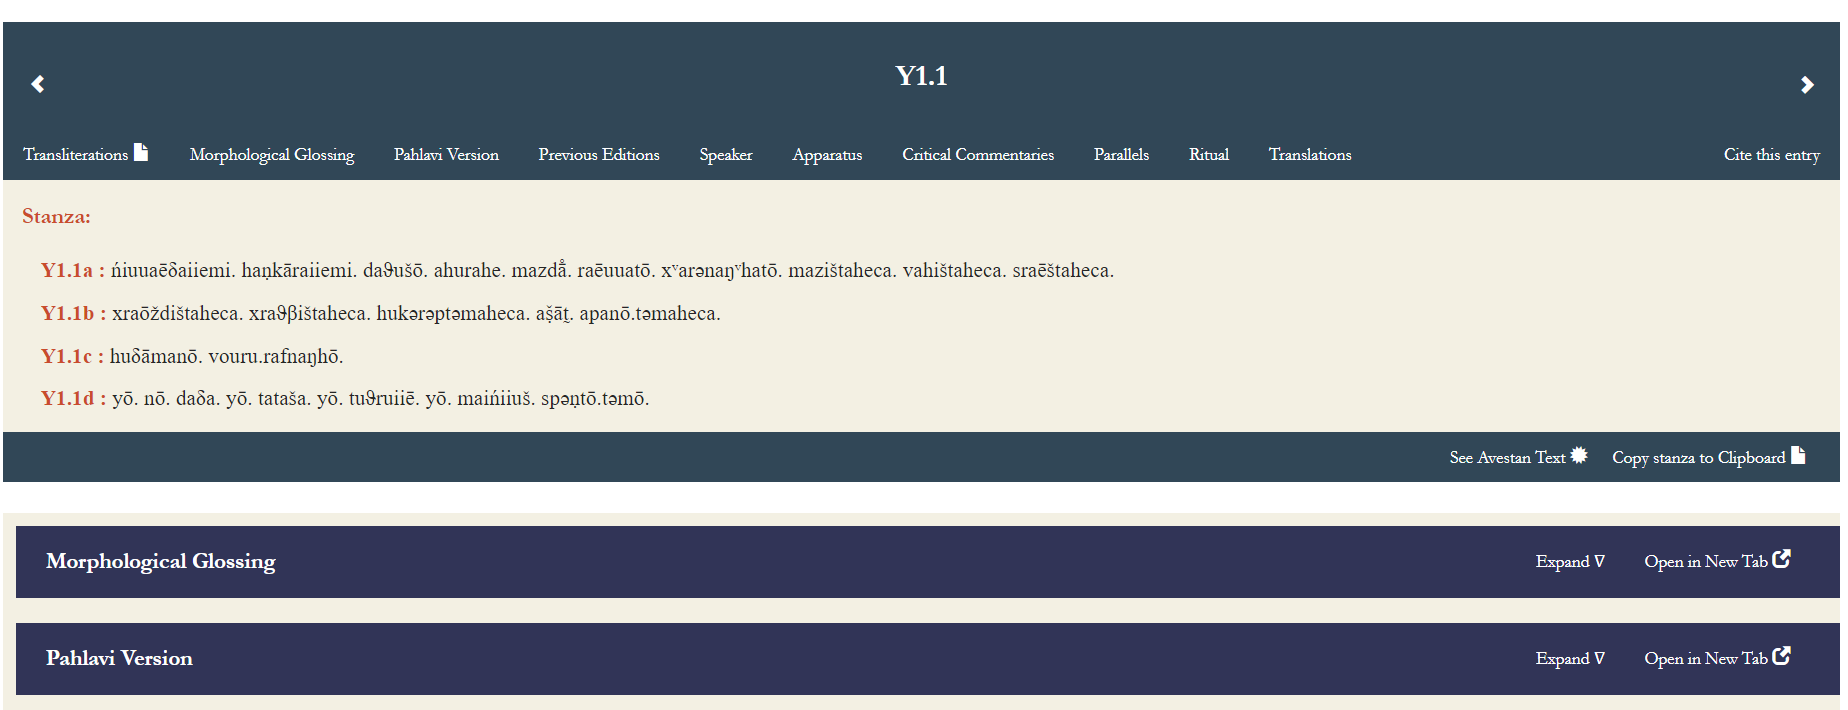 Y1.1
Transliterations Morphological Glossing Pahlavi Version Previous Editions Speaker Apparatus Critical Commentaries Parallels Ritual Translations Cite this entry
Stanza:
Y1.1a : ńiuuaēδaiiemi. haṇkāraiiemi. daϑušō. ahurahe. mazdā̊. raēuuatō. xᵛarənaŋᵛhatō. mazištaheca. vahištaheca. sraēštaheca.
Y1.1b : xraōždištaheca. xraϑβištaheca. hukərəptəmaheca. aṣ̌āt̰. apanō.təmaheca.
Y1.1c : huδāmanō. vouru.rafnaŋhō.
Y1.1d : yō. nō. daδa. yō. tataša. yō. tuϑruiiē. yō. maińiiuš. spəṇtō.təmō.
See Avestan Text Copy stanza to Clipboard
Morphological Glossing Expand ∇ Open in New Tab
Pahlavi Version Expand ∇ Open in New Tab